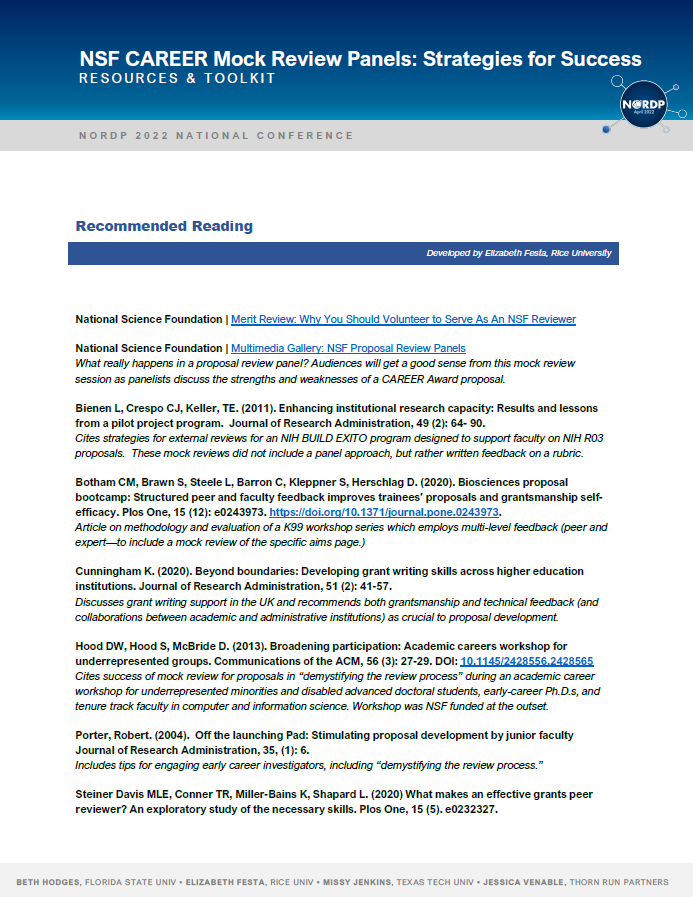 NSF CAREER Mock Review Panels: Strategies for Success
RESOURCES & TOOLKIT
NORDP
April 2022
NORDP 2022 NATIONAL CONFERENCE
Recommended Reading
Developed by Elizabeth Festa, Rice University
National Science Foundation | Merit Review: Why You Should Volunteer to Serve As An NSF Reviewer
National Science Foundation | Multimedia Gallery: NSF Proposal Review Panels
What really happens in a proposal review panel? Audiences will get a good sense from this mock review
session as panelists discuss the strengths and weaknesses of a CAREER Award proposal.
Bienen L, Crespo CJ, Keller, TE. (2011). Enhancing institutional research capacity: Results and lessons
from a pilot project program.  Journal of Research Administration, 49 (2): 64- 90.
Cites strategies for external reviews for an NIH BUILD EXITO program designed to support faculty on NIH R03
proposals.  These mock reviews did not include a panel approach, but rather written feedback on a rubric.
Botham CM, Brawn S, Steele L, Barron C, Kleppner S, Herschlag D. (2020). Biosciences proposal
bootcamp: Structured peer and faculty feedback improves trainees' proposals and grantsmanship self-
efficacy. Plos One, 15 (12): e0243973. https://doi.org/10.1371/journal.pone.0243973.
Article on methodology and evaluation of a K99 workshop series which employs multi-level feedback (peer and
expert—to include a mock review of the specific aims page.)
Cunningham K. (2020). Beyond boundaries: Developing grant writing skills across higher education
institutions. Journal of Research Administration, 51 (2): 41-57.
Discusses grant writing support in the UK and recommends both grantsmanship and technical feedback (and
collaborations between academic and administrative institutions) as crucial to proposal development.
Hood DW, Hood S, McBride D. (2013). Broadening participation: Academic careers workshop for
underrepresented groups. Communications of the ACM, 56 (3): 27-29. DOI: 10.1145/2428556.2428565
Cites success of mock review for proposals in “demystifying the review process” during an academic career
workshop for underrepresented minorities and disabled advanced doctoral students, early-career Ph.D.s, and
tenure track faculty in computer and information science. Workshop was NSF funded at the outset.
Porter, Robert. (2004).  Off the launching Pad: Stimulating proposal development by junior faculty
Journal of Research Administration, 35, (1): 6.
Includes tips for engaging early career investigators, including “demystifying the review process.”
Steiner Davis MLE, Conner TR, Miller-Bains K, Shapard L. (2020) What makes an effective grants peer
reviewer? An exploratory study of the necessary skills. Plos One, 15 (5). e0232327.
BETH HODGES, FLORIDA STATE UNIV • ELIZABETH FESTA, RICE UNIV • MISSY JENKINS, TEXAS TECH UNIV • JESSICA VENABLE, THORN RUN PARTNERS